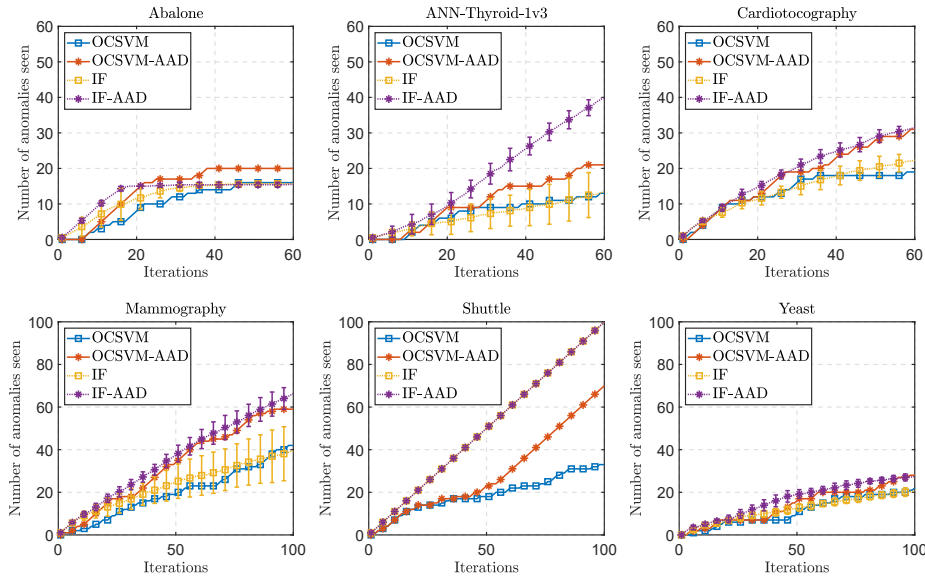 Abalone
Number of anomalies seen
60
50
40
30
20
10
0
OCSVM
OCSVM-AAD
IF
IF-AAD
0 20 40 60
Iterations
ANN-Thyroid-1v3
Number of anomalies seen
60
50
40
30
20
10
0
OCSVM
OCSVM-AAD
IF
IF-AAD
0 20 40 60
Iterations
Cardiotocography
Number of anomalies seen
60
50
40
30
20
10
0
OCSVM
OCSVM-AAD
IF
IF-AAD
0 20 40 60
Iterations
Mammography
Number of anomalies seen
100
80
60
40
20
0
OCSVM
OCSVM-AAD
IF
IF-AAD
0 50 100
Iterations
Shuttle
Number of anomalies seen
100
80
60
40
20
0
OCSVM
OCSVM-AAD
IF
IF-AAD
0 50 100
Iterations
Yeast
Number of anomalies seen
100
80
60
40
20
0
OCSVM
OCSVM-AAD
IF
IF-AAD
0 50 100
Iterations